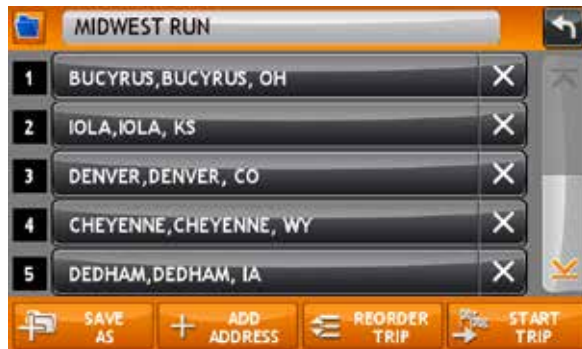 MIDWEST RUN
1 BUCYRUS,BUCYRUS, OH X
2 IOLA,IOLA, KS X
3 DENVER,DENVER, CO X
4 CHEYENNE,CHEYENNE, WY X
5 DEDHAM,DEDHAM, IA X
SAVE AS
+ ADD ADDRESS
REORDER TRIP
START TRIP